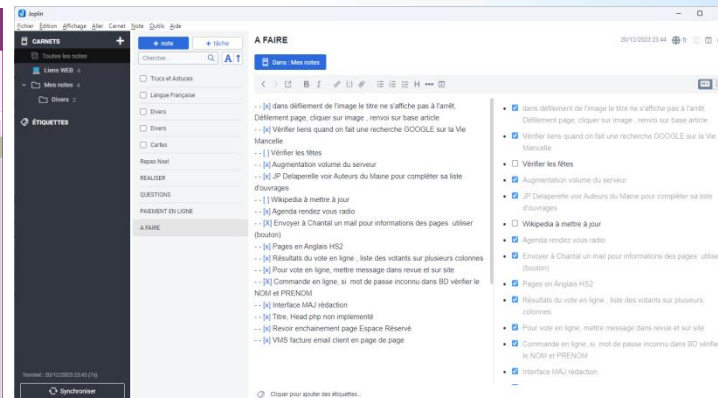 Joplin
Fichier Édition Affichage Aller Carnet Note Outils Aide
CARNETS
Toutes les notes
Liens WEB 4
Mes notes 4
Divers 2
ÉTIQUETTES
Terminé : 20/12/2023 23:43 (7s)
Synchroniser
+ note
+ tâche
Chercher...
Trucs et Astuces
Langue Française
Divers
Divers
Cartes
Repas Noel
REALISER
QUESTIONS
PAIEMENT EN LIGNE
A FAIRE
A FAIRE
20/12/2023 23:44 fr
Dans : Mes notes
- - [x] dans défilement de l'image le titre ne s'affiche pas à l'arrêt,
Défilement page, cliquer sur image , renvoi sur base article
- - [x] Vérifier liens quand on fait une recherche GOOGLE sur la Vie
Mancelle
- - [ ] Vérifier les fêtes
- - [x] Augmentation volume du serveur
- - [x] JP Delaperelle voir Auteurs du Maine pour compléter sa liste
d'ouvrages
- - [ ] Wikipedia à mettre à jour
- - [x] Agenda rendez vous radio
- - [X] Envoyer à Chantal un mail pour informations des pages utiliser
(bouton)
- - [x] Pages en Anglais HS2
- - [x] Résultats du vote en ligne , liste des votants sur plusieurs colonnes
- - [x] Pour vote en ligne, mettre message dans revue et sur site
- - [X] Commande en ligne, si mot de passe inconnu dans BD vérifier le
NOM et PRENOM
- - [x] Interface MAJ rédaction
- - [x] Titre, Head php non implementé
- - [x] Revoir enchainement page Espace Réservé
- - [x] VMS facture email client en page de page
dans défilement de l'image le titre ne s'affiche pas à l'arrêt,
Défilement page, cliquer sur image , renvoi sur base article
Vérifier liens quand on fait une recherche GOOGLE sur la Vie
Mancelle
Vérifier les fêtes
Augmentation volume du serveur
JP Delaperelle voir Auteurs du Maine pour compléter sa liste
d'ouvrages
Wikipedia à mettre à jour
Agenda rendez vous radio
Envoyer à Chantal un mail pour informations des pages utilise
(bouton)
Pages en Anglais HS2
Résultats du vote en ligne , liste des votants sur plusieurs
colonnes
Pour vote en ligne, mettre message dans revue et sur site
Commande en ligne, si mot de passe inconnu dans BD vérifie
le NOM et PRENOM
Interface MAJ rédaction
Cliquer pour ajouter des étiquettes...